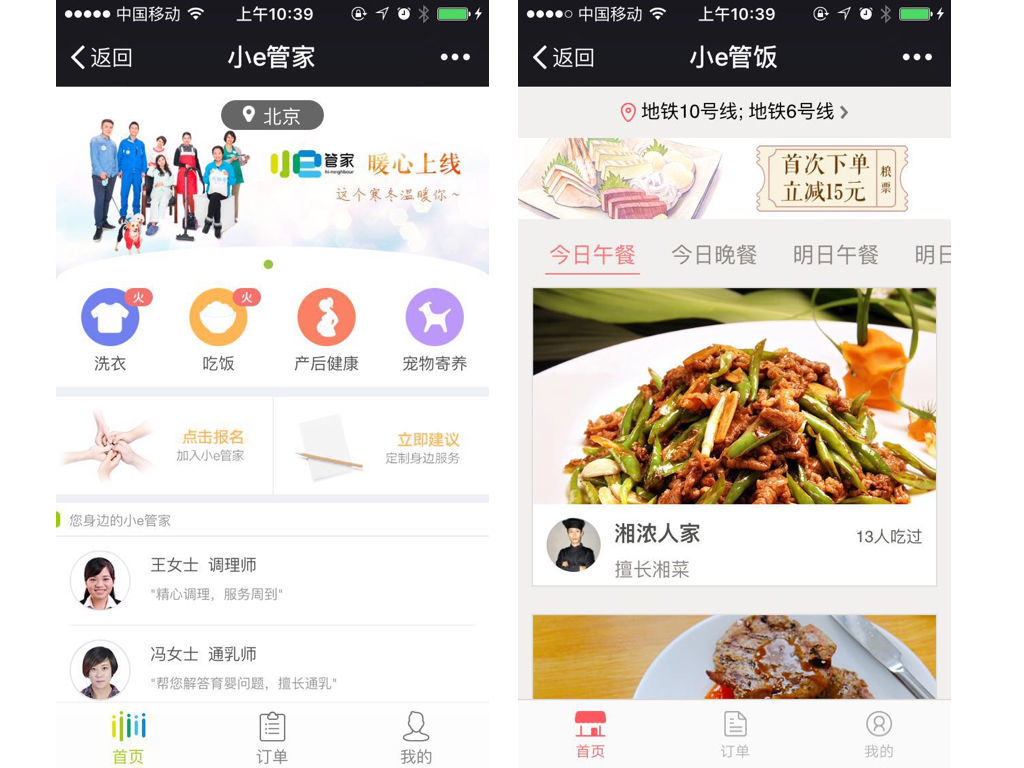 中国移动 上午10:39
返回 小e管家
北京
小e管家 hi-neighbour 暖心上线
这个寒冬温暖你~
火 火
洗衣 吃饭 产后健康 宠物寄养
点击报名
加入小e管家
立即建议
定制身边服务
您身边的小e管家
王女士 调理师
"精心调理，服务周到"
冯女士 通乳师
"帮您解答育婴问题，擅长通乳"
首页 订单 我的
中国移动 上午10:39
返回 小e管饭
地铁10号线; 地铁6号线
首次下单
立减15元
粮票
今日午餐 今日晚餐 明日午餐 明日
湘浓人家 13人吃过
擅长湘菜
首页 订单 我的